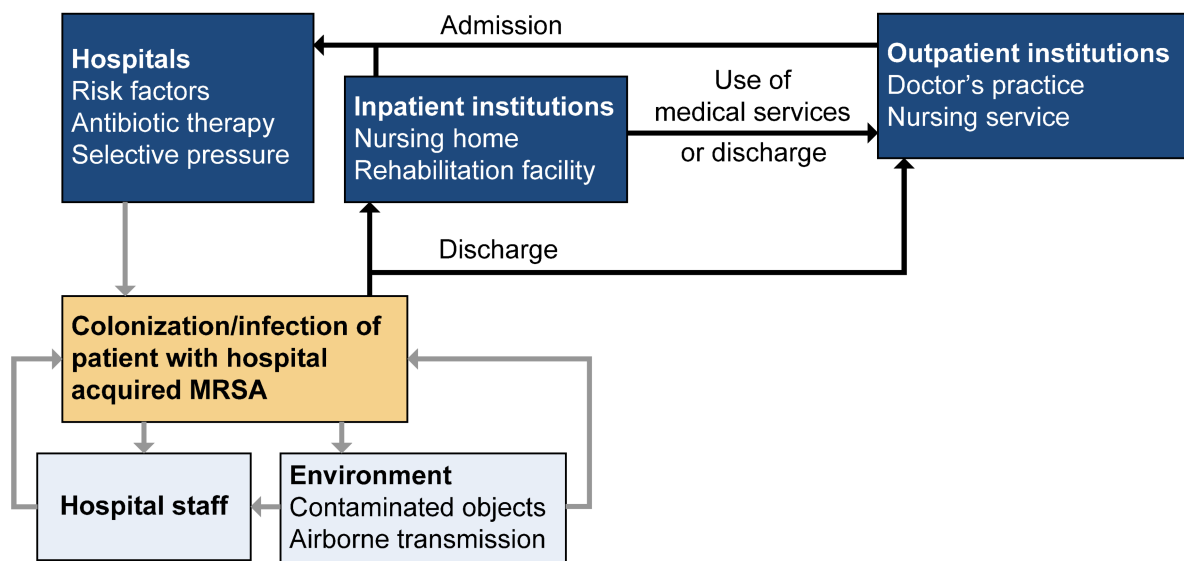 Hospitals
Risk factors
Antibiotic therapy
Selective pressure
Admission
Inpatient institutions
Nursing home
Rehabilitation facility
Use of
medical services
or discharge
Outpatient institutions
Doctor's practice
Nursing service
Discharge
Colonization/infection of
patient with hospital
acquired MRSA
Hospital staff
Environment
Contaminated objects
Airborne transmission